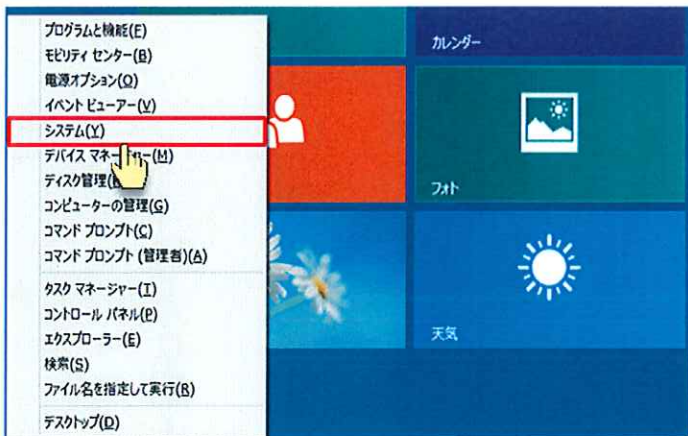 プログラムと機能(F)
モビリティ センター(B)
電源オプション(O)
イベント ビューアー(V)
システム(Y)
デバイス マネージャー(M)
ディスク管理(
コンピューターの管理(G)
コマンド プロンプト(C)
コマンド プロンプト (管理者)(A)
タスク マネージャー(T)
コントロール パネル(P)
エクスプローラー(E)
検索(S)
ファイル名を指定して実行(R)
デスクトップ(D)
カレンダー
フォト
天気